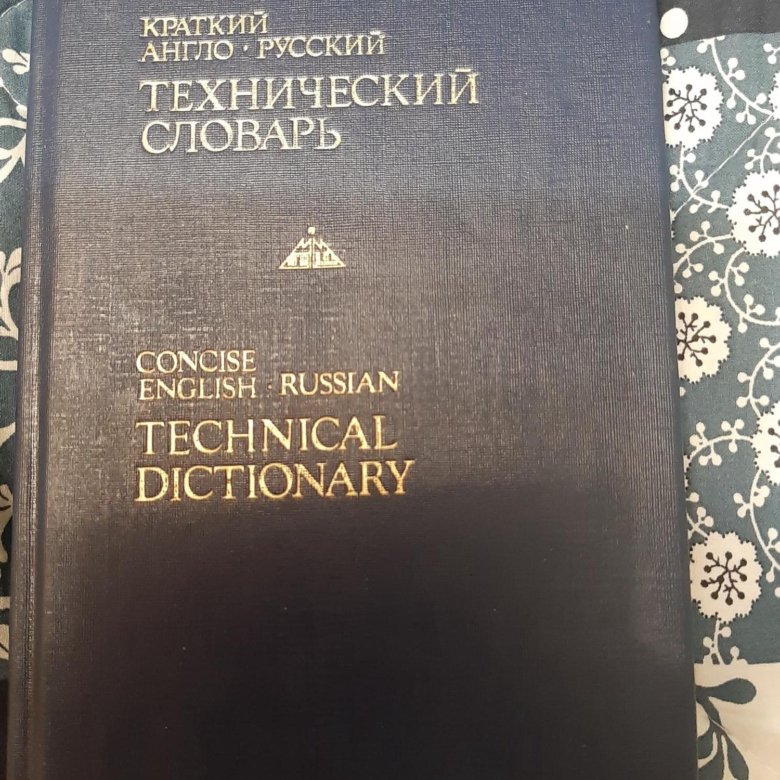 КРАТКИЙ
АНГЛО · РУССКИЙ
ТЕХНИЧЕСКИЙ
СЛОВАРЬ
CONCISE
ENGLISH · RUSSIAN
TECHNICAL
DICTIONARY